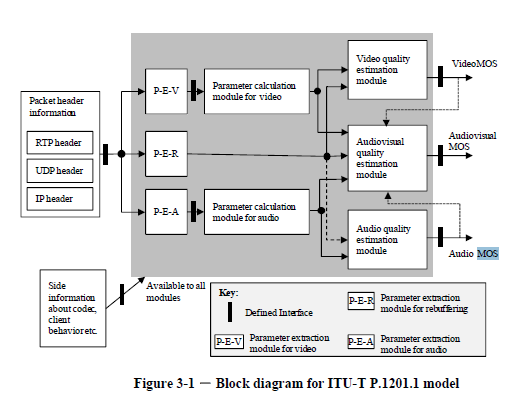 Packet header
information
RTP header
UDP header
IP header
P-E-V
Parameter calculation
module for video
P-E-R
P-E-A
Parameter calculation
module for audio
Video quality
estimation
module
VideoMOS
Audiovisual
quality
estimation
module
Audiovisual
MOS
Audio quality
estimation
module
Audio MOS
Side
information
about codec,
client
behavior etc.
Available to all
modules
Key:
Defined Interface
P-E-R
Parameter extraction
module for rebuffering
P-E-V
Parameter extraction
module for video
P-E-A
Parameter extraction
module for audio
Figure 3-1 — Block diagram for ITU-T P.1201.1 model